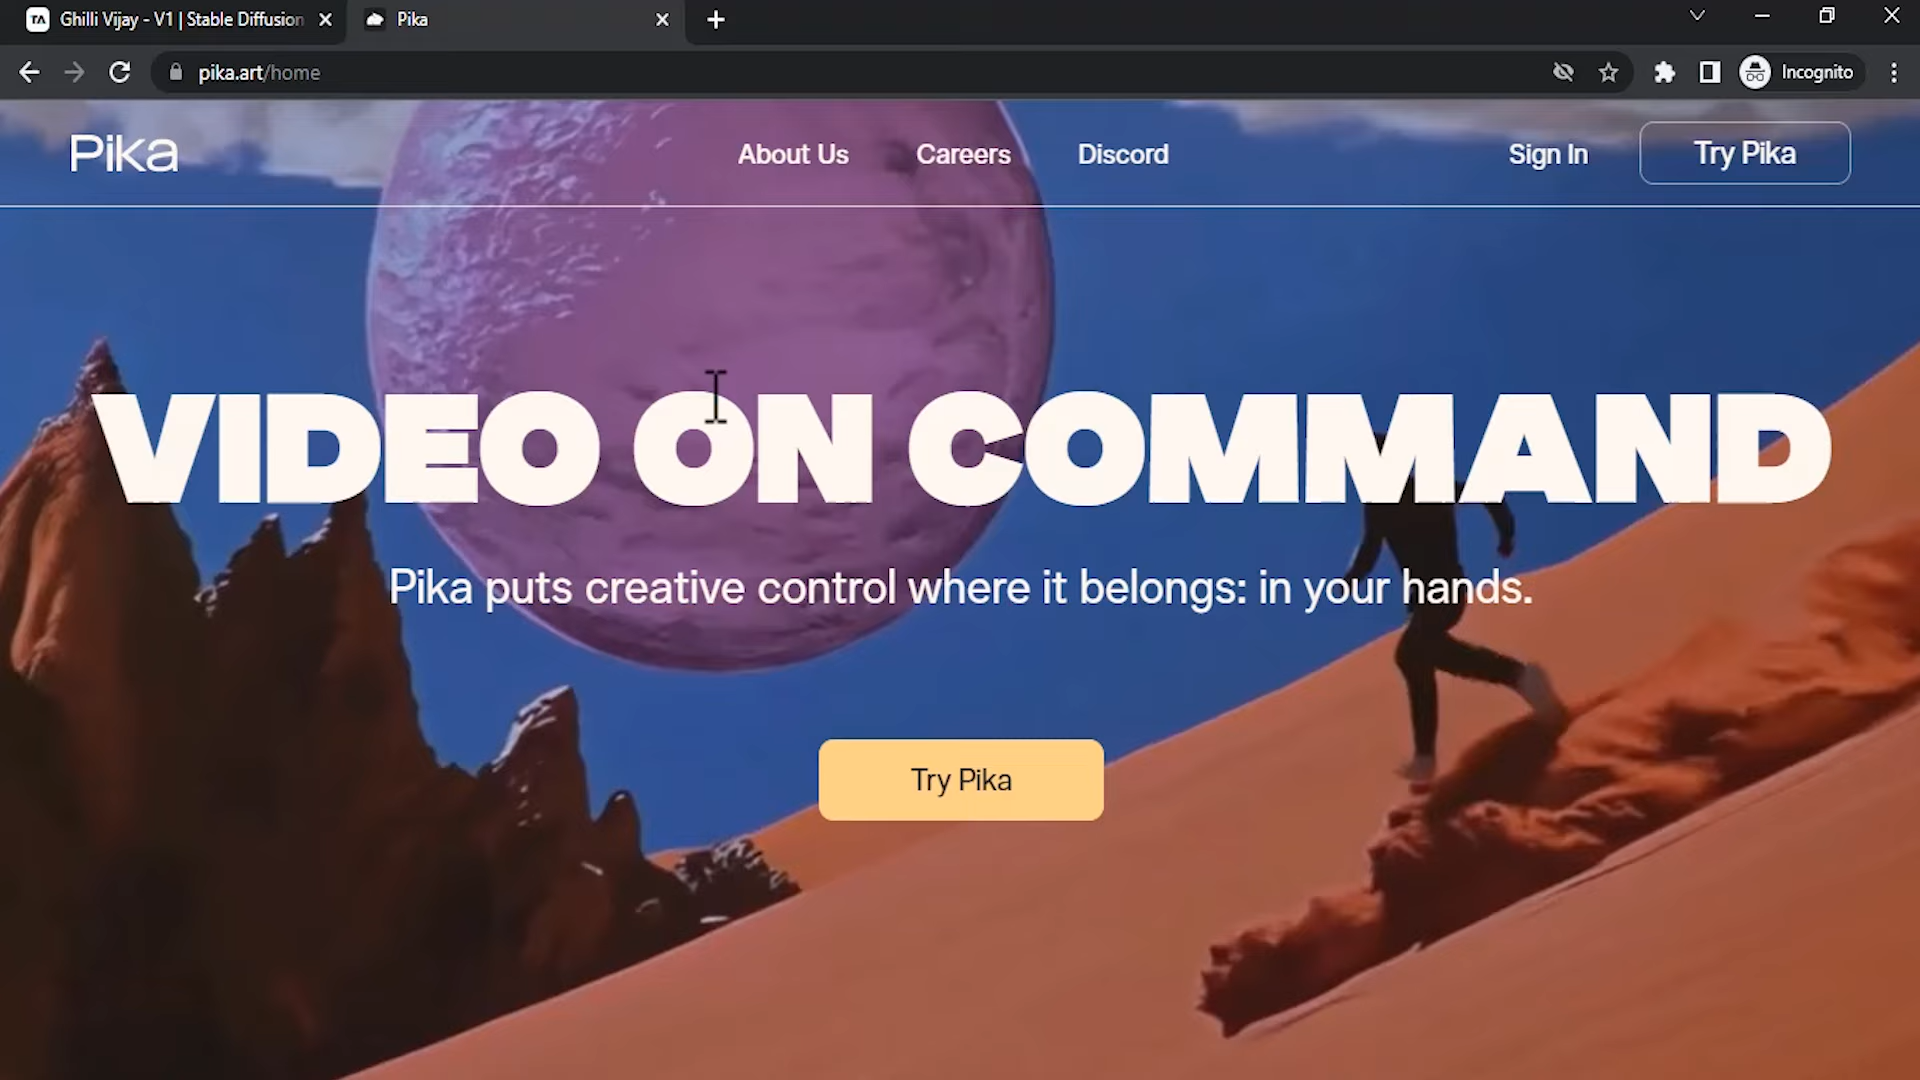 Ghilli Vijay - V1 | Stable Diffusion
Pika
pika.art/home
Incognito
Pika
About Us
Careers
Discord
Sign In
Try Pika
VIDEO ON COMMAND
Pika puts creative control where it belongs: in your hands.
Try Pika